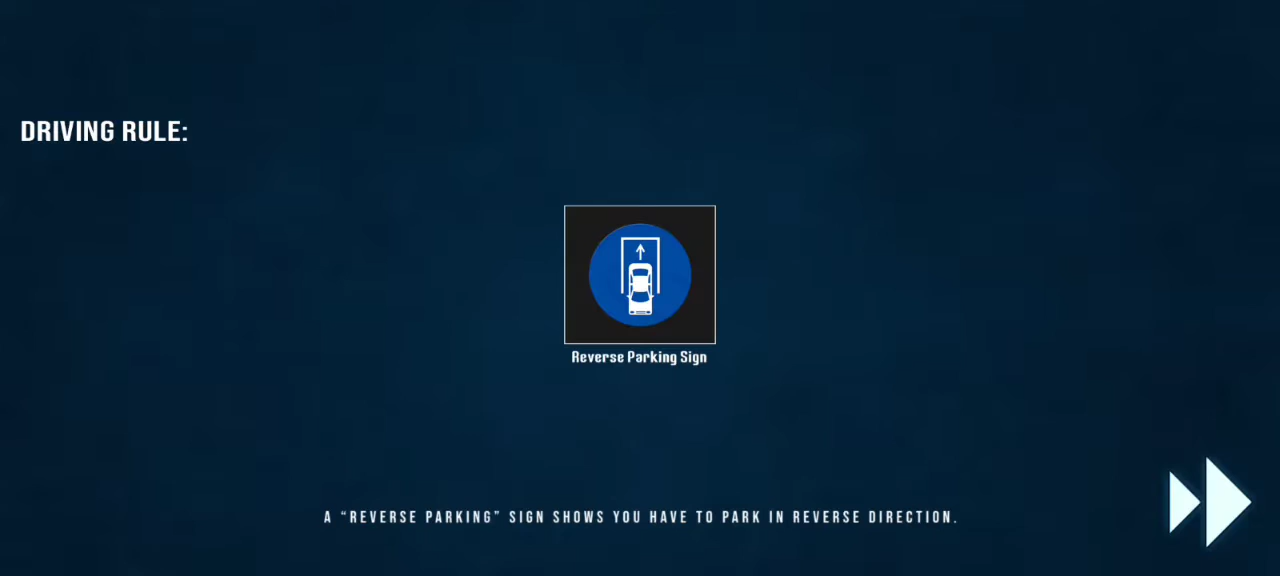 DRIVING RULE:
Reverse Parking Sign
A “REVERSE PARKING” SIGN SHOWS YOU HAVE TO PARK IN REVERSE DIRECTION.